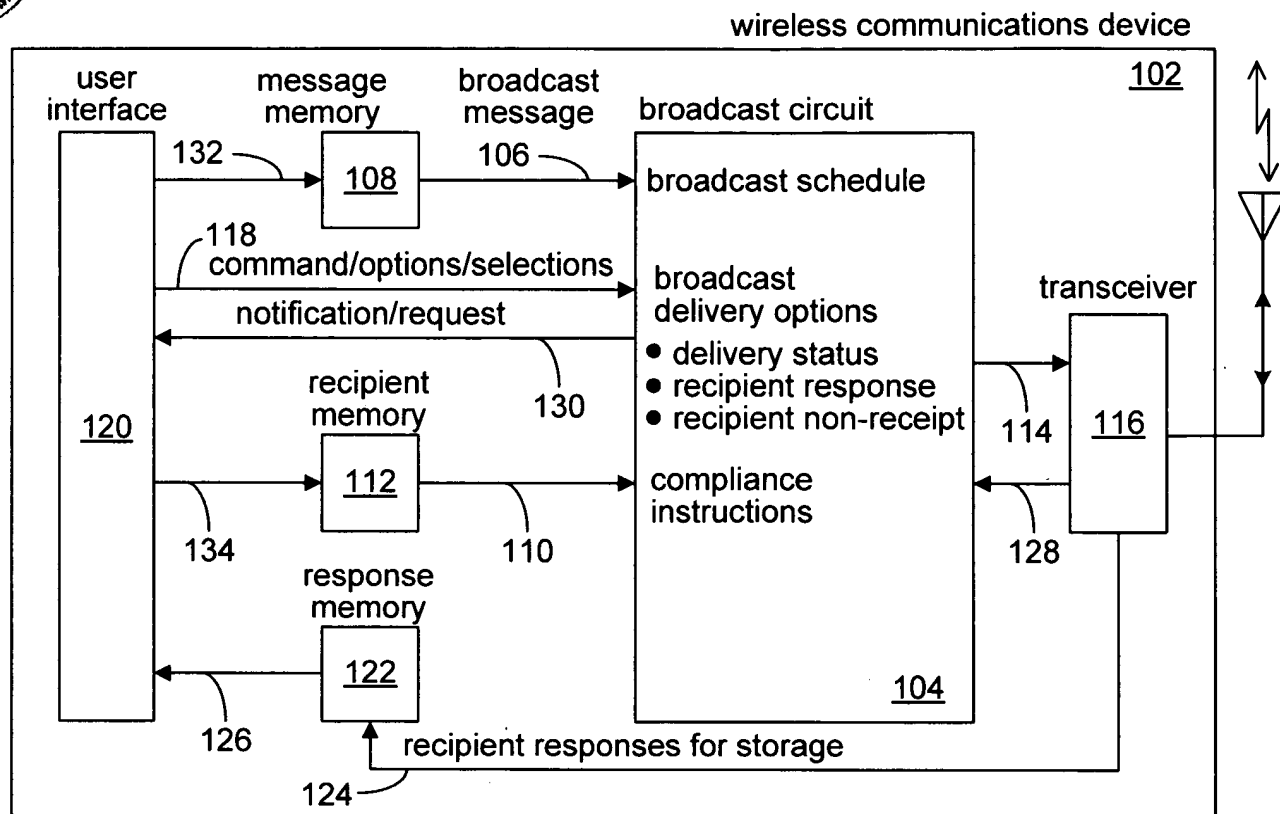 wireless communications device
102
user
interface
message
memory
broadcast
message
broadcast circuit
132
108
106
broadcast schedule
118
command/options/selections
broadcast
delivery options
transceiver
notification/request
• delivery status
• recipient response
• recipient non-receipt
recipient
memory
130
114
116
120
112
compliance
instructions
134
110
128
response
memory
122
104
126
recipient responses for storage
124